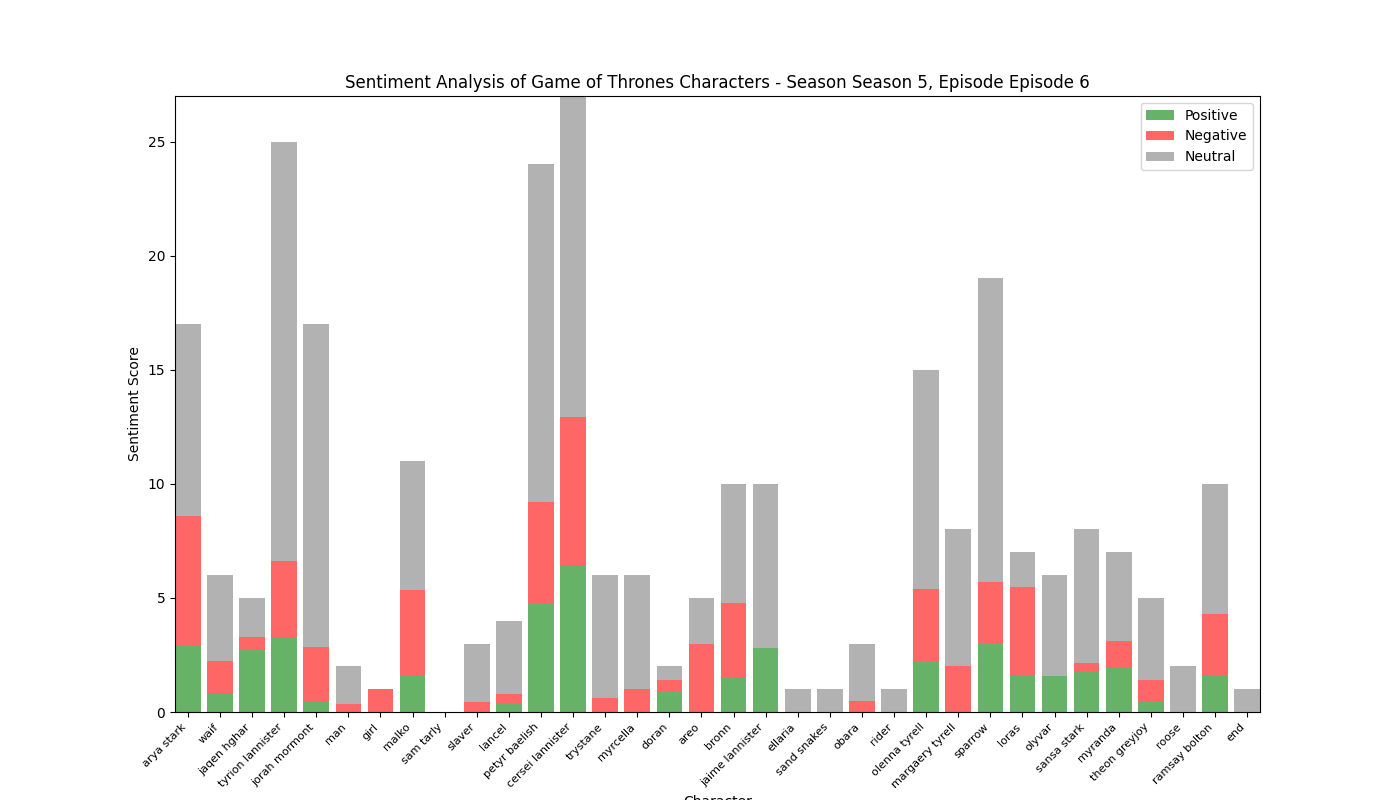 Sentiment Analysis of Game of Thrones Characters - Season Season 5, Episode Episode 6
Positive
Negative
Neutral
25
20
15
10
5
0
Sentiment Score
arya stark
waif
jaqen hghar
tyrion lannister
jorah mormont
man
girl
malko
sam tarly
slaver
lancel
petyr baelish
cersei lannister
trystane
myrcella
doran
areo
bronn
jaime lannister
ellaria
sand snakes
obara
rider
olenna tyrell
margaery tyrell
sparrow
loras
olyvar
sansa stark
myranda
theon greyjoy
roose
ramsay bolton
end
Character